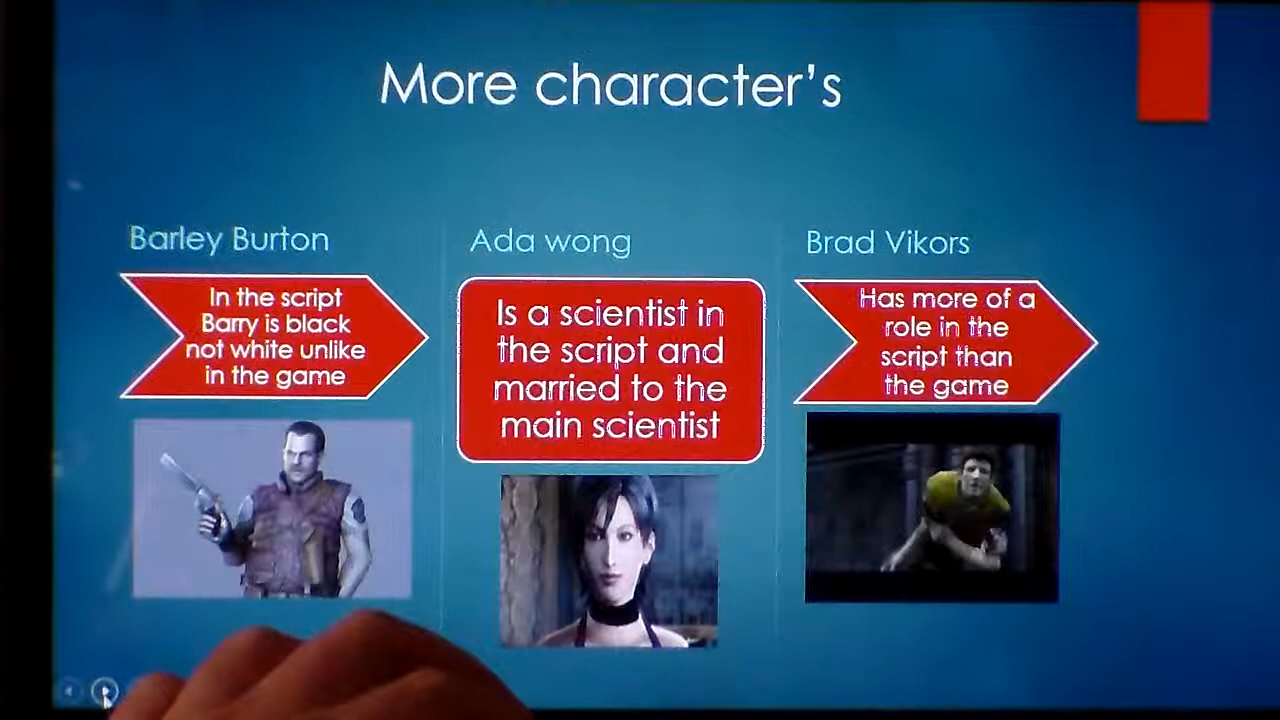 More character's
Barley Burton
In the script
Barry is black
not white unlike
in the game
Ada wong
Is a scientist in
the script and
married to the
main scientist
Brad Vikors
Has more of a
role in the
script than
the game